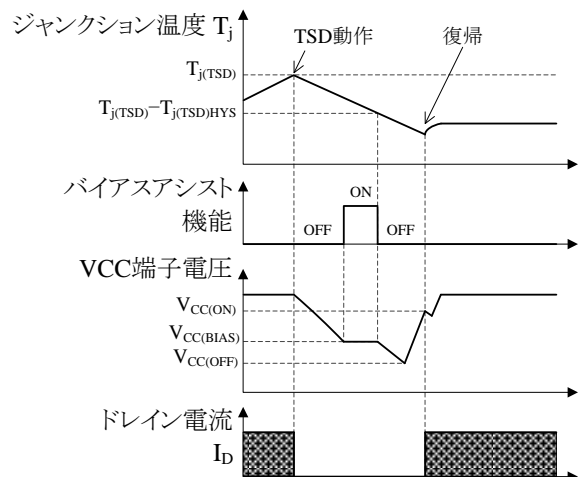 ジャンクション温度 Tj
TSD動作
復帰
Tj(TSD)
Tj(TSD)−Tj(TSD)HYS
バイアスアシスト
機能
ON
OFF
OFF
VCC端子電圧
VCC(ON)
VCC(BIAS)
VCC(OFF)
ドレイン電流
ID